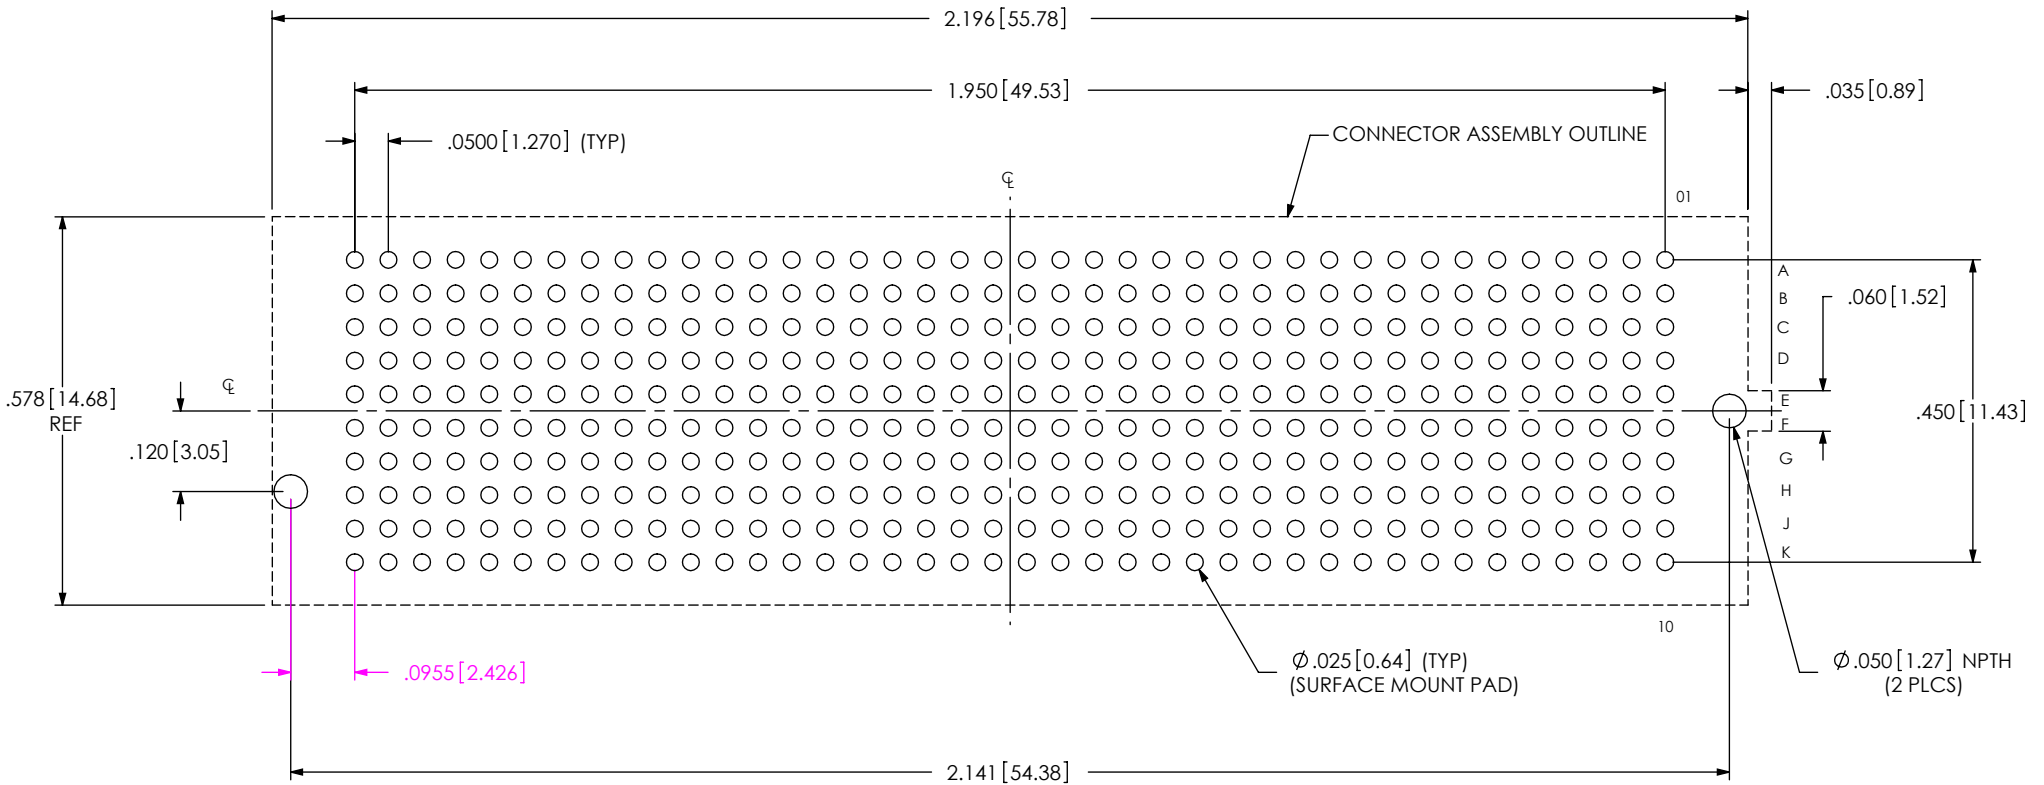 2.196[55.78]
1.950[49.53]
.035[0.89]
.0500[1.270] (TYP)
CONNECTOR ASSEMBLY OUTLINE
℄
01
A
B
.060[1.52]
C
D
℄
.578[14.68]
REF
E
.450[11.43]
F
.120[3.05]
G
H
J
K
10
.0955[2.426]
Ø.025[0.64] (TYP)
(SURFACE MOUNT PAD)
Ø.050[1.27] NPTH
(2 PLCS)
2.141[54.38]